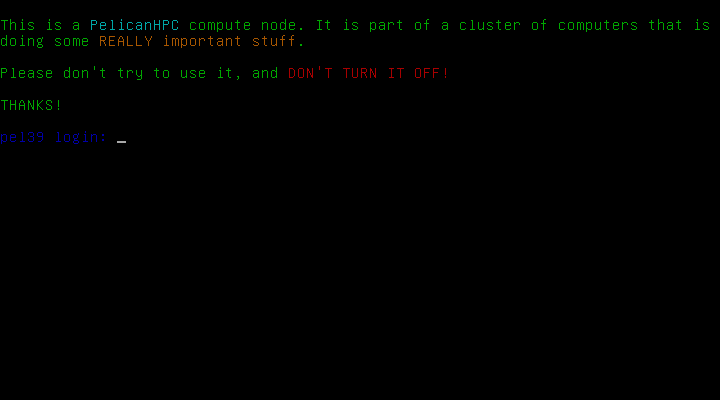 This is a PelicanHPC compute node. It is part of a cluster of computers that is
doing some REALLY important stuff.
Please don't try to use it, and DON'T TURN IT OFF!
THANKS!
pel99 login: _